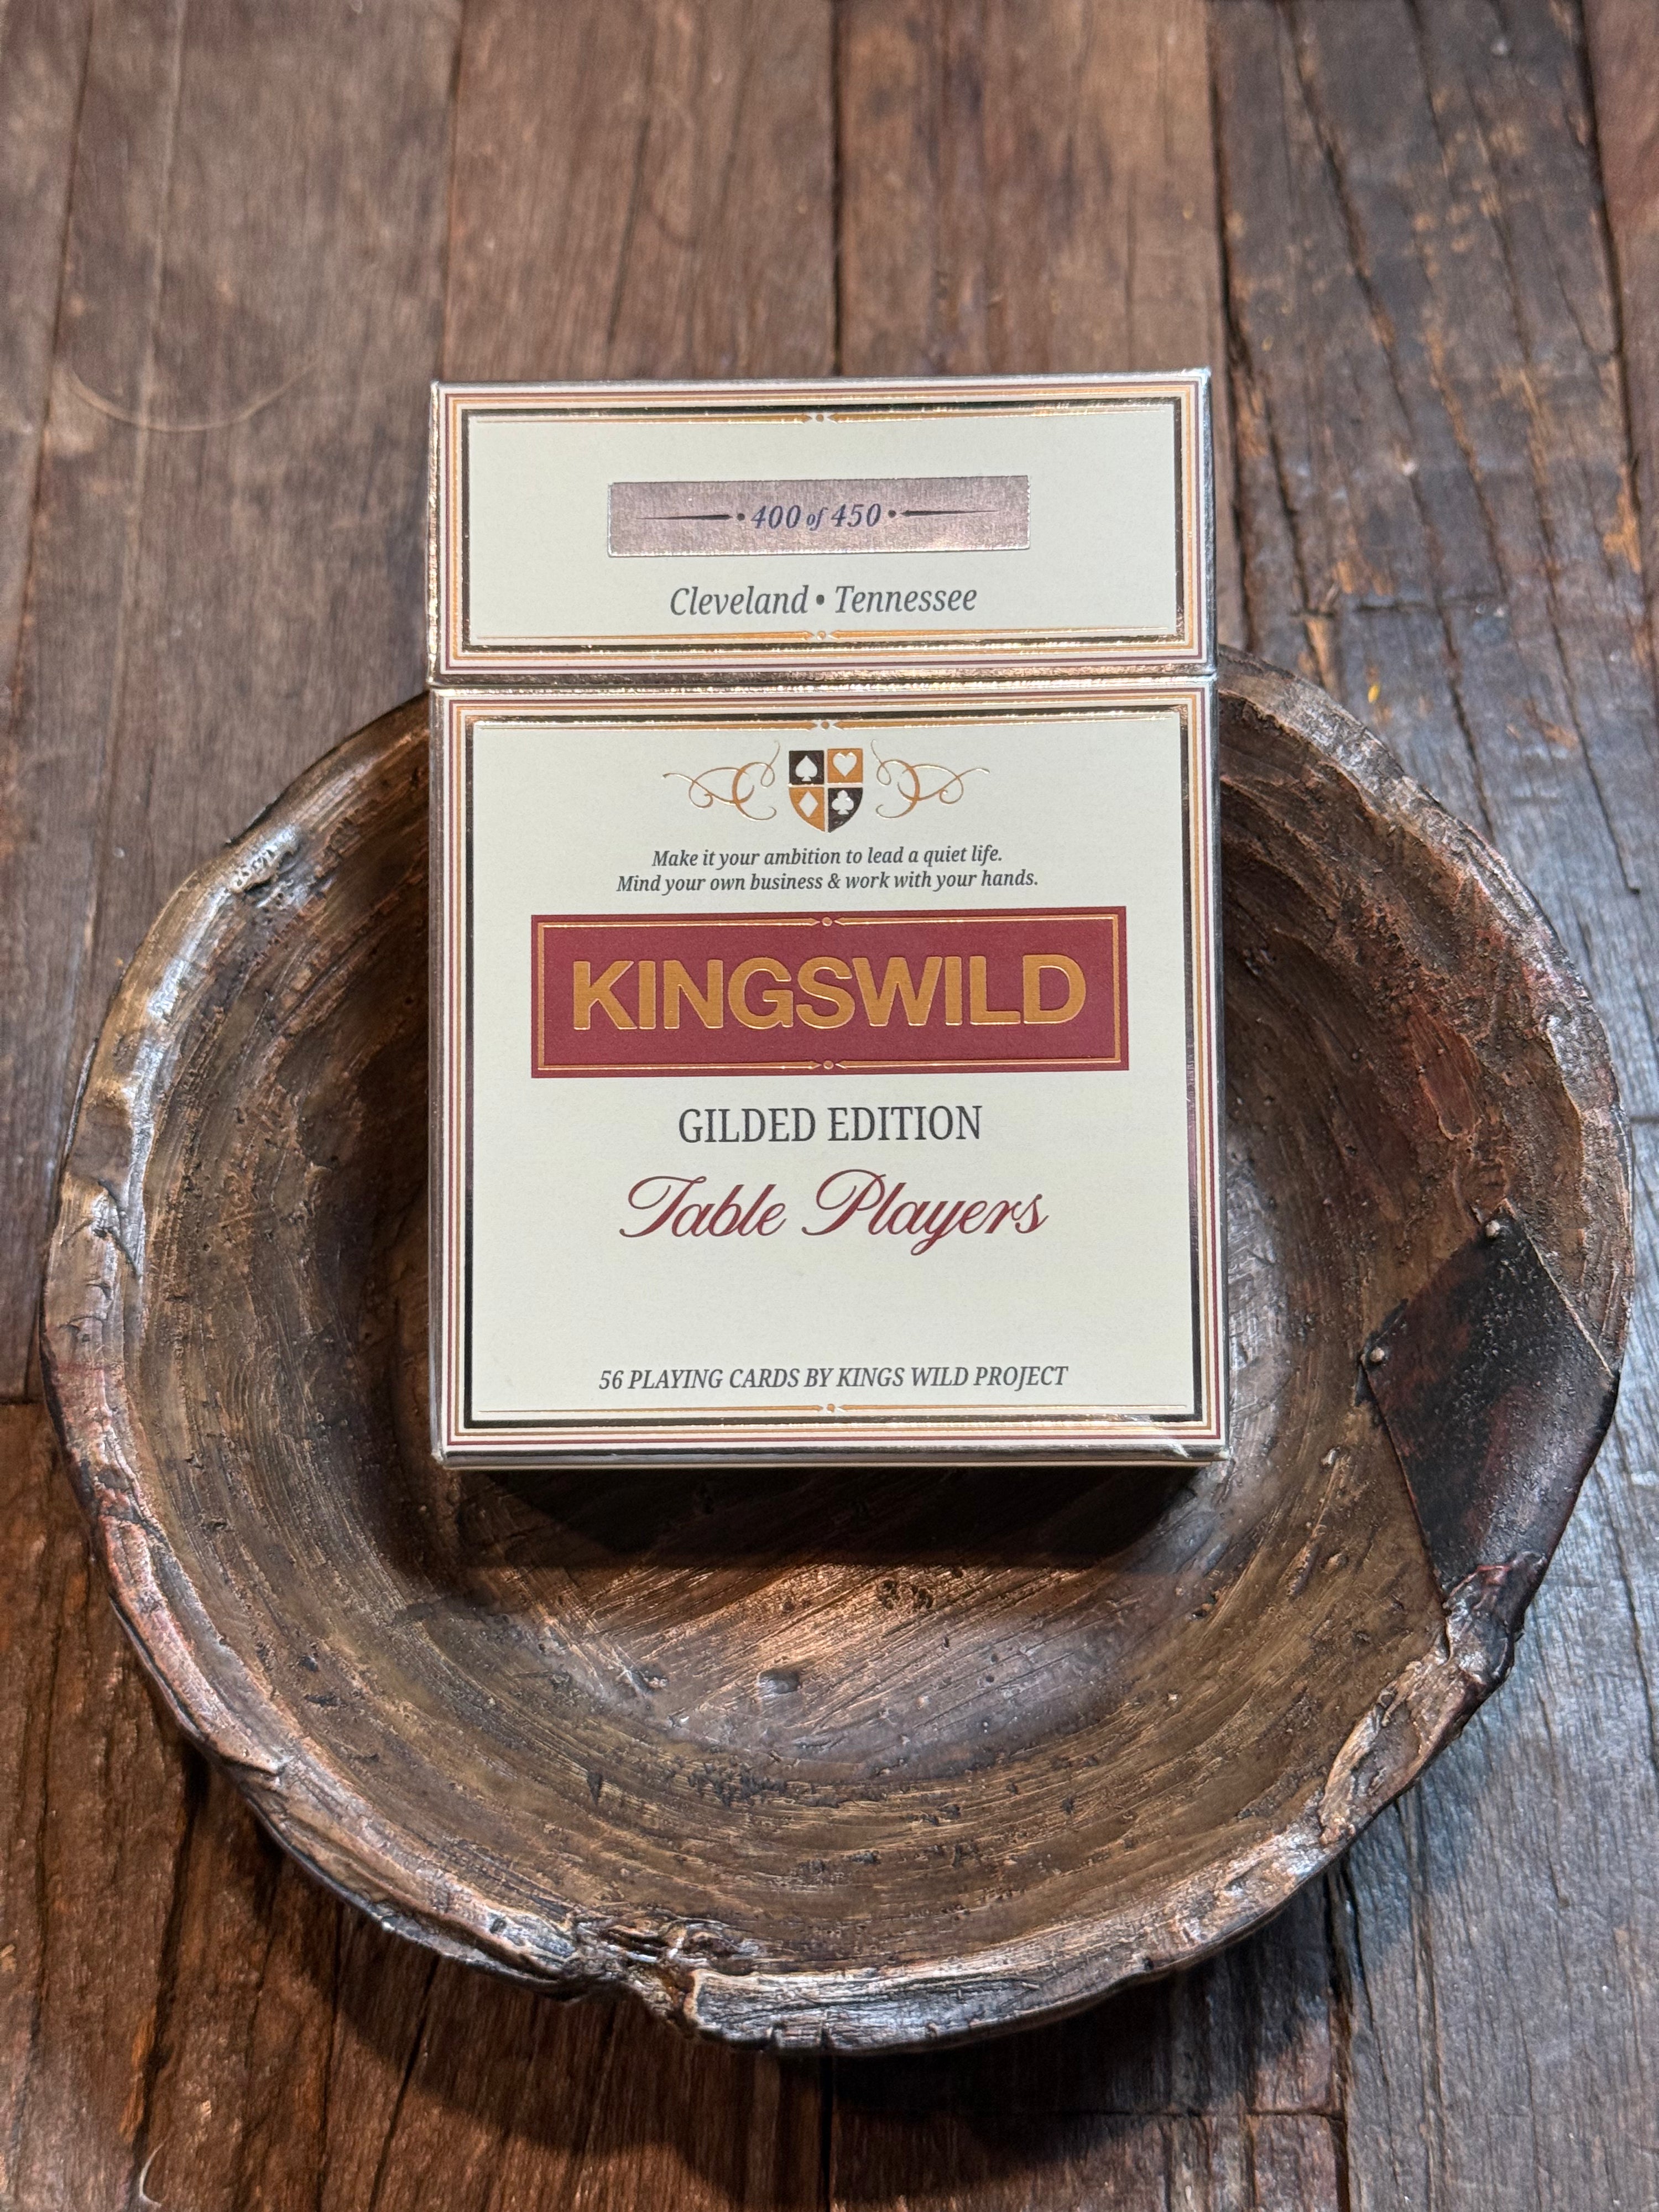 400 of 450
Cleveland • Tennessee
Make it your ambition to lead a quiet life.
Mind your own business & work with your hands.
KINGSWILD
GILDED EDITION
Table Players
56 PLAYING CARDS BY KINGS WILD PROJECT